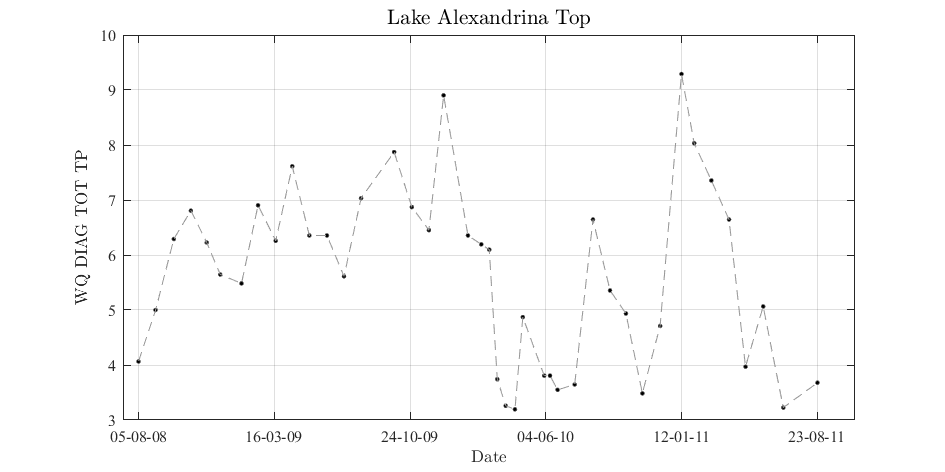 Lake Alexandrina Top
10
9
8
7
6
5
4
3
WQ DIAG TOT TP
05-08-08 16-03-09 24-10-09 04-06-10 12-01-11 23-08-11
Date